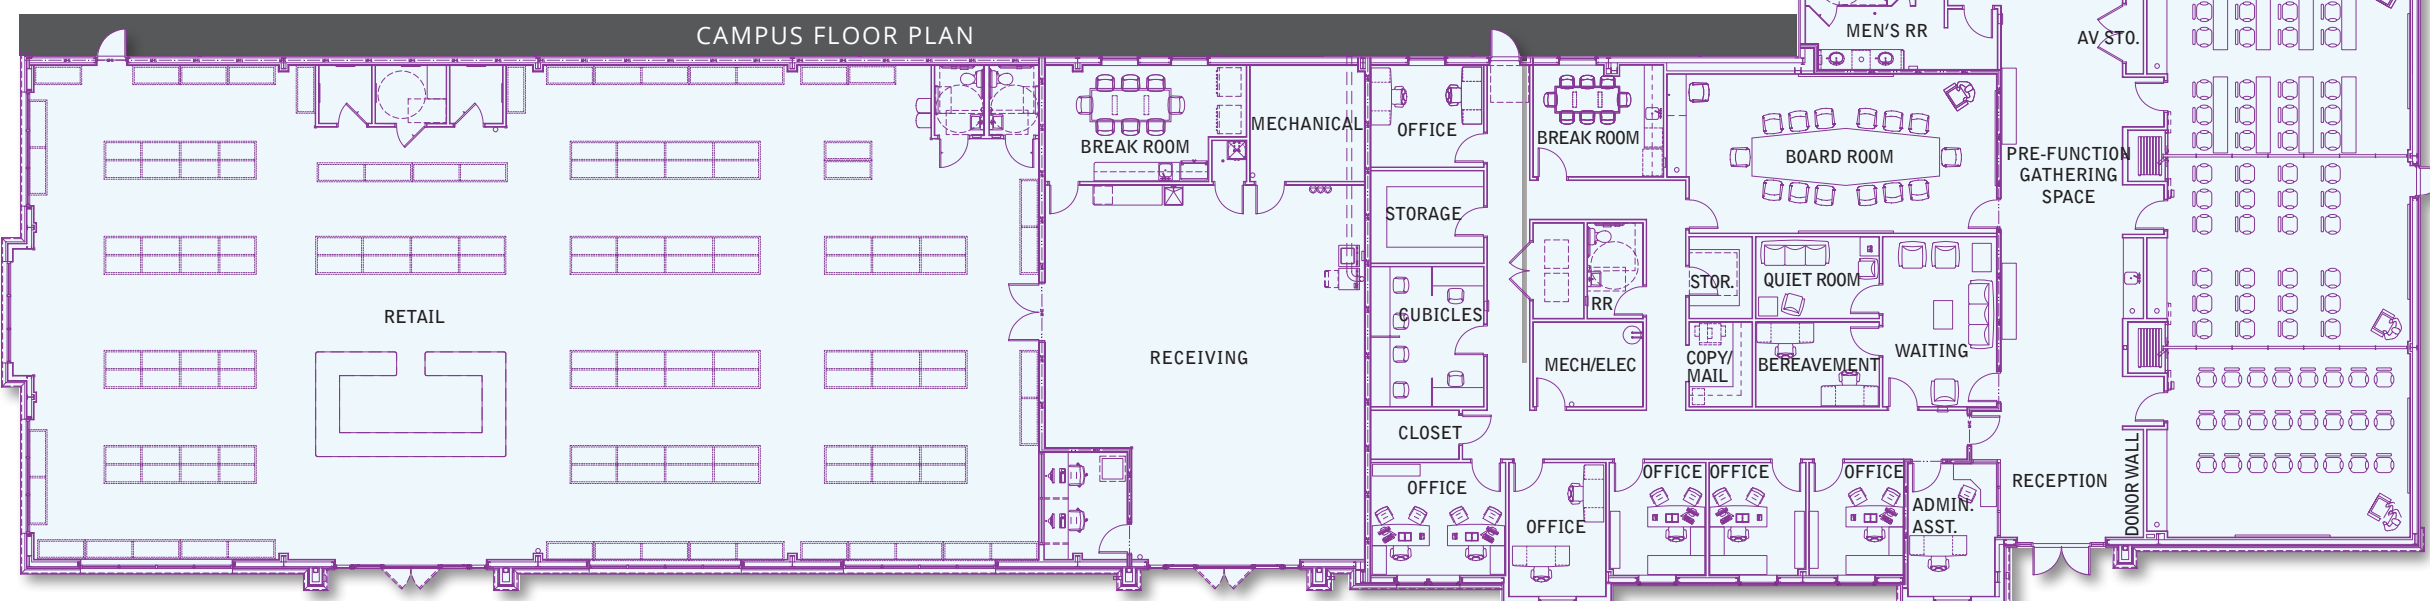 CAMPUS FLOOR PLAN
MEN'S RR
AV STO.
MECHANICAL
OFFICE
BREAK ROOM
BREAK ROOM
BOARD ROOM
PRE-FUNCTION
GATHERING
SPACE
STORAGE
STOR.
QUIET ROOM
RR
RETAIL
CUBICLES
RECEIVING
MECH/ELEC
COPY/
MAIL
BEREAVEMENT
WAITING
CLOSET
OFFICE
OFFICE
OFFICE
OFFICE
OFFICE
ADMIN.
ASST.
RECEPTION
DONOR WALL